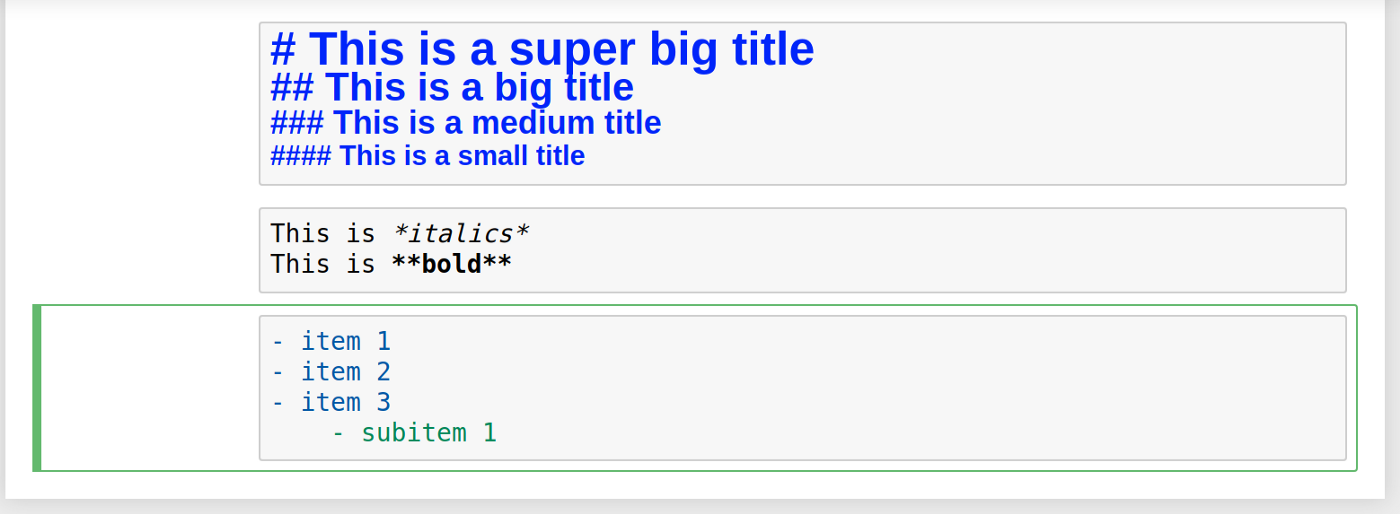 # This is a super big title
## This is a big title
### This is a medium title
#### This is a small title
This is *italics*
This is **bold**
- item 1
- item 2
- item 3
    - subitem 1